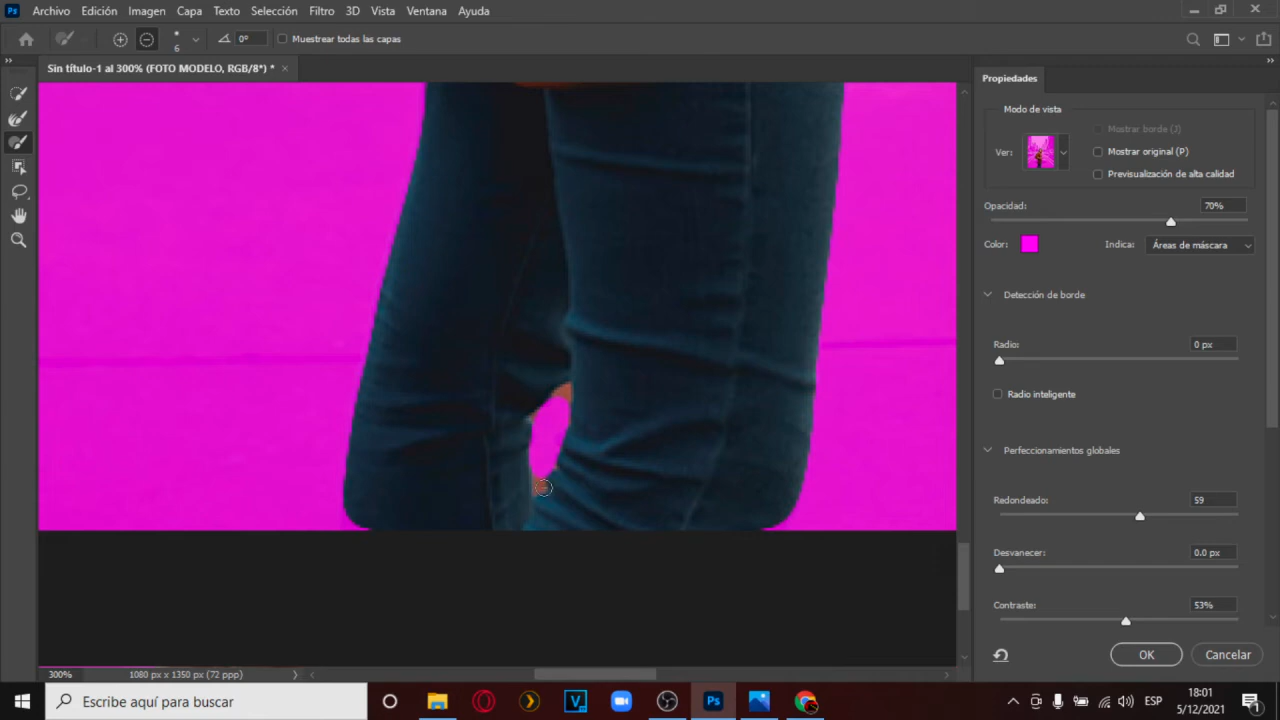 Archivo Edición Imagen Capa Texto Selección Filtro 3D Vista Ventana Ayuda
6 0° Muestrear todas las capas
Sin título-1 al 300% (FOTO MODELO, RGB/8*) *
Propiedades
Modo de vista
Mostrar borde (J)
Ver: Mostrar original (P)
Previsualización de alta calidad
Opacidad: 70%
Color: Indica: Áreas de máscara
Detección de borde
Radio: 0 px
Radio inteligente
Perfeccionamientos globales
Redondeado: 59
Desvanecer: 0.0 px
Contraste: 53%
OK Cancelar
300% 1080 px x 1350 px (72 ppp)
Escribe aquí para buscar
ESP
18:01
5/12/2021
1